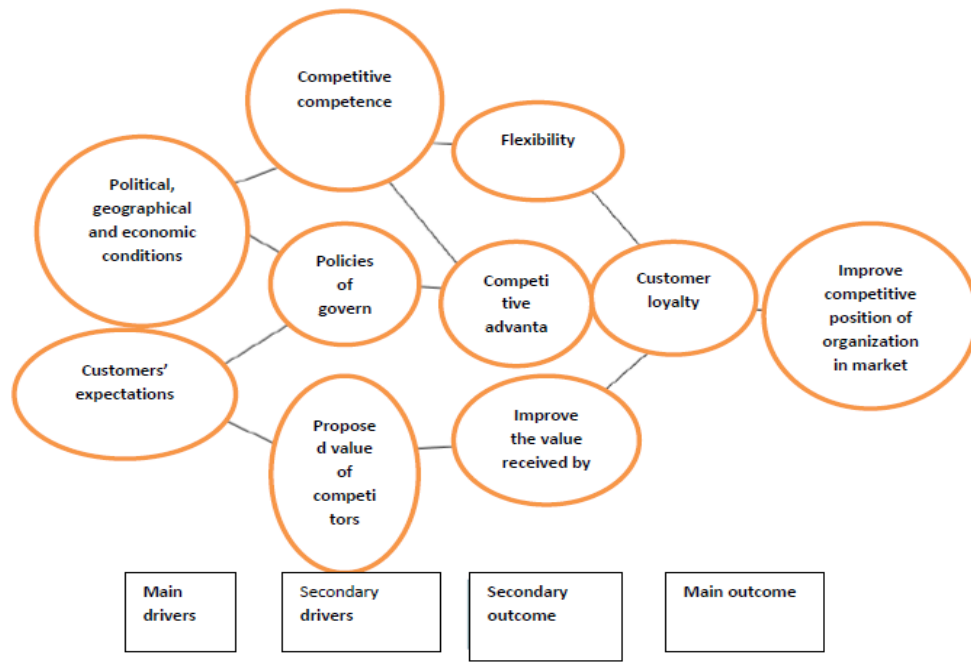 Competitive
competence
Flexibility
Political,
geographical
and economic
conditions
Policies
of
govern
Competi
tive
advanta
Customer
loyalty
Improve
competitive
position of
organization
in market
Customers’
expectations
Propose
d value
of
competi
tors
Improve
the value
received by
Main
drivers
Secondary
drivers
Secondary
outcome
Main outcome